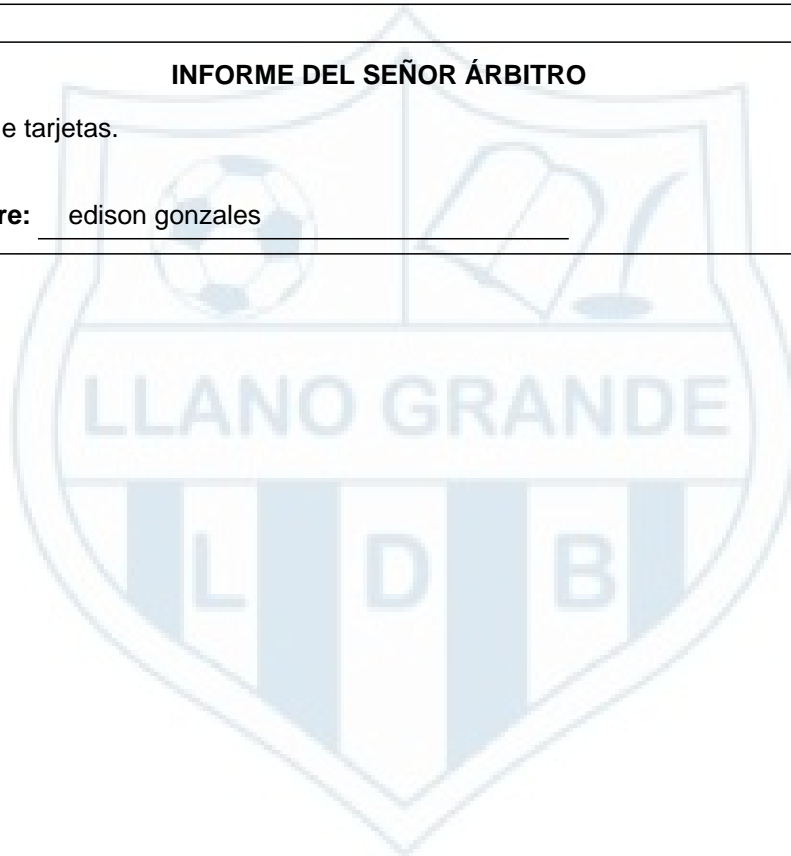 INFORME DEL SEÑOR ÁRBITRO
e tarjetas.
re: edison gonzales
LLANO GRANDE
L D B